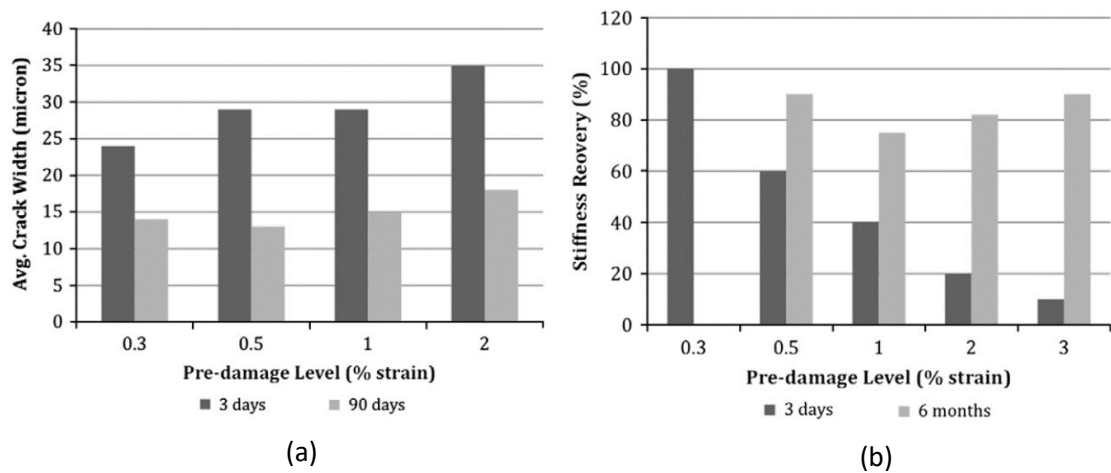 40
35
30
25
20
15
10
5
0
Avg. Crack Width (micron)
0.3 0.5 1 2
Pre-damage Level (% strain)
3 days 90 days
(a)
120
100
80
60
40
20
0
Stiffness Reovery (%)
0.3 0.5 1 2 3
Pre-damage Level (% strain)
3 days 6 months
(b)